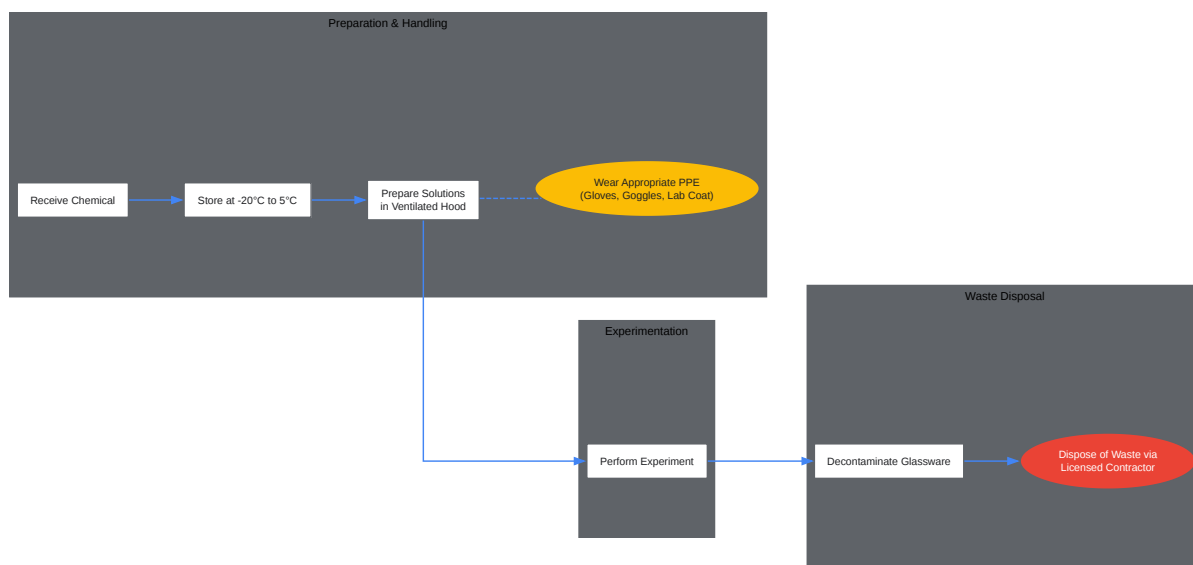 Preparation & Handling
Receive Chemical
Store at -20°C to 5°C
Prepare Solutions
in Ventilated Hood
Wear Appropriate PPE
(Gloves, Goggles, Lab Coat)
Experimentation
Perform Experiment
Waste Disposal
Decontaminate Glassware
Dispose of Waste via
Licensed Contractor